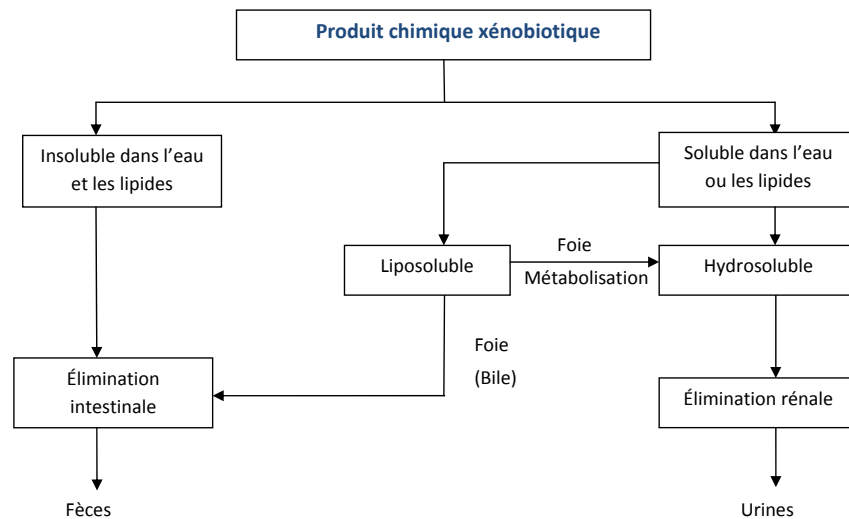 Produit chimique xénobiotique
Insoluble dans l’eau
et les lipides
Soluble dans l’eau
ou les lipides
Liposoluble
Foie
Métabolisation
Hydrosoluble
Foie
(Bile)
Élimination
intestinale
Élimination rénale
Fèces
Urines